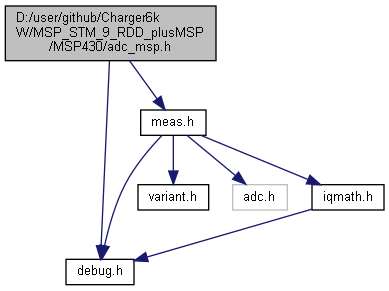 D:/user/github/Charger6k
W/MSP_STM_9_RDD_plusMSP
/MSP430/adc_msp.h
meas.h
variant.h
adc.h
iqmath.h
debug.h